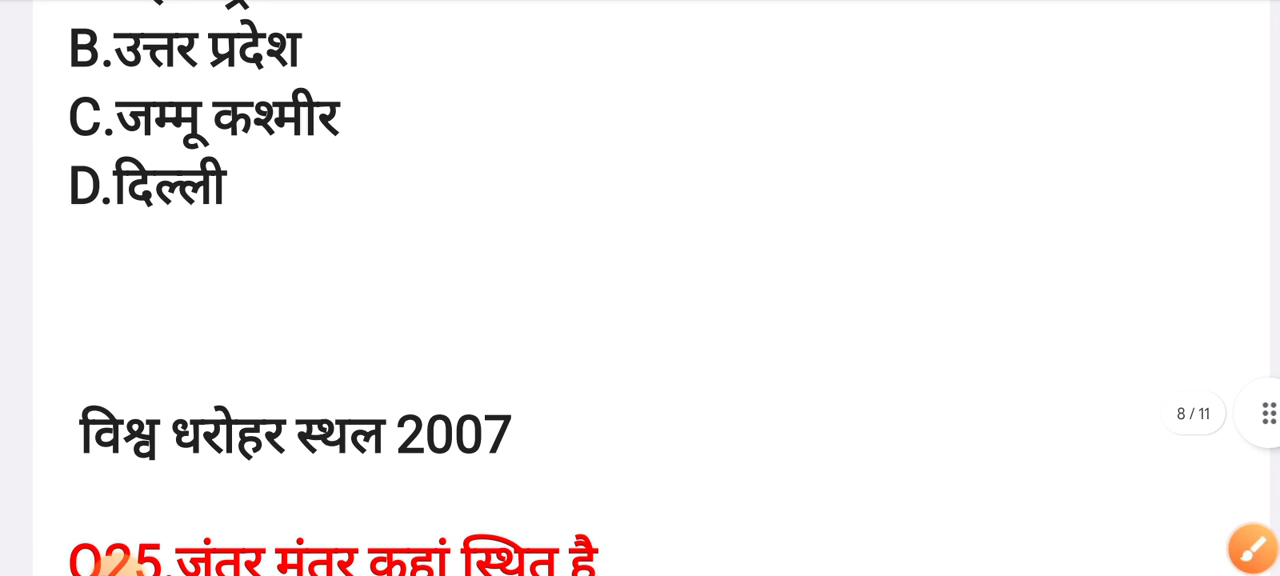 B.उत्तर प्रदेश
C.जम्मू कश्मीर
D.दिल्ली
विश्व धरोहर स्थल 2007
8 / 11
Q25.जंतर मंतर कहां स्थित है